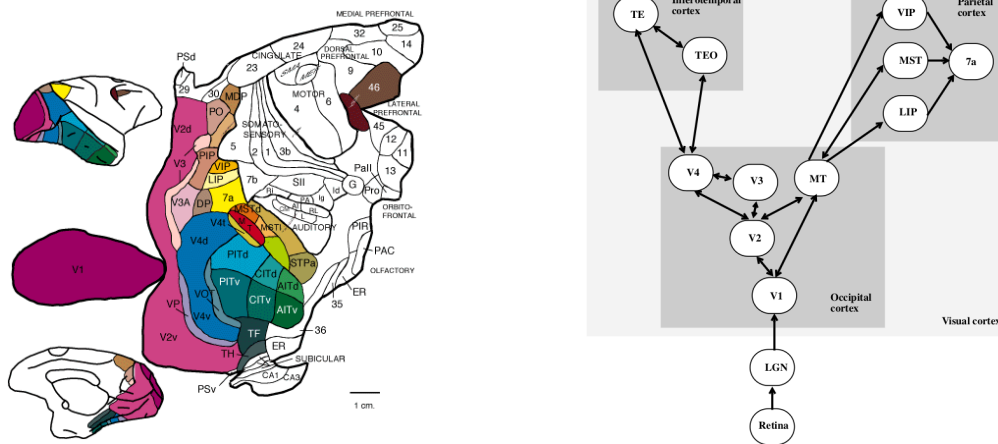 MEDIAL PREFRONTAL
25
32
14
24
DORSAL
PREFRONTAL
CINGULATE
10
PSd
23
9
46
29
30
MDP
MOTOR
4
6
PO
LATERAL
PREFRONTAL
V2d
SOMATO-
SENSORY
45
12
5
2
1
3b
11
V3
PIP
VIP
PaII
13
LIP
7b
SII
G
Pro
Ri
Id
Ig
V3A
DP
7a
PA
RL
L
ORBITO-
FRONTAL
MSTd
V4t
MSTl
AUDITORY
PIR
V4d
PAC
V1
PITd
STPa
CITd
OLFACTORY
PITv
AITd
ER
VP
VOT
CITv
35
V4v
AITv
TF
36
V2v
ER
TH
SUBICULAR
PSv
CA1
CA3
1 cm.
Inferotemporal
cortex
TE
TEO
Parietal
cortex
VIP
MST
7a
LIP
V4
V3
MT
V2
V1
Occipital
cortex
Visual cortex
LGN
Retina